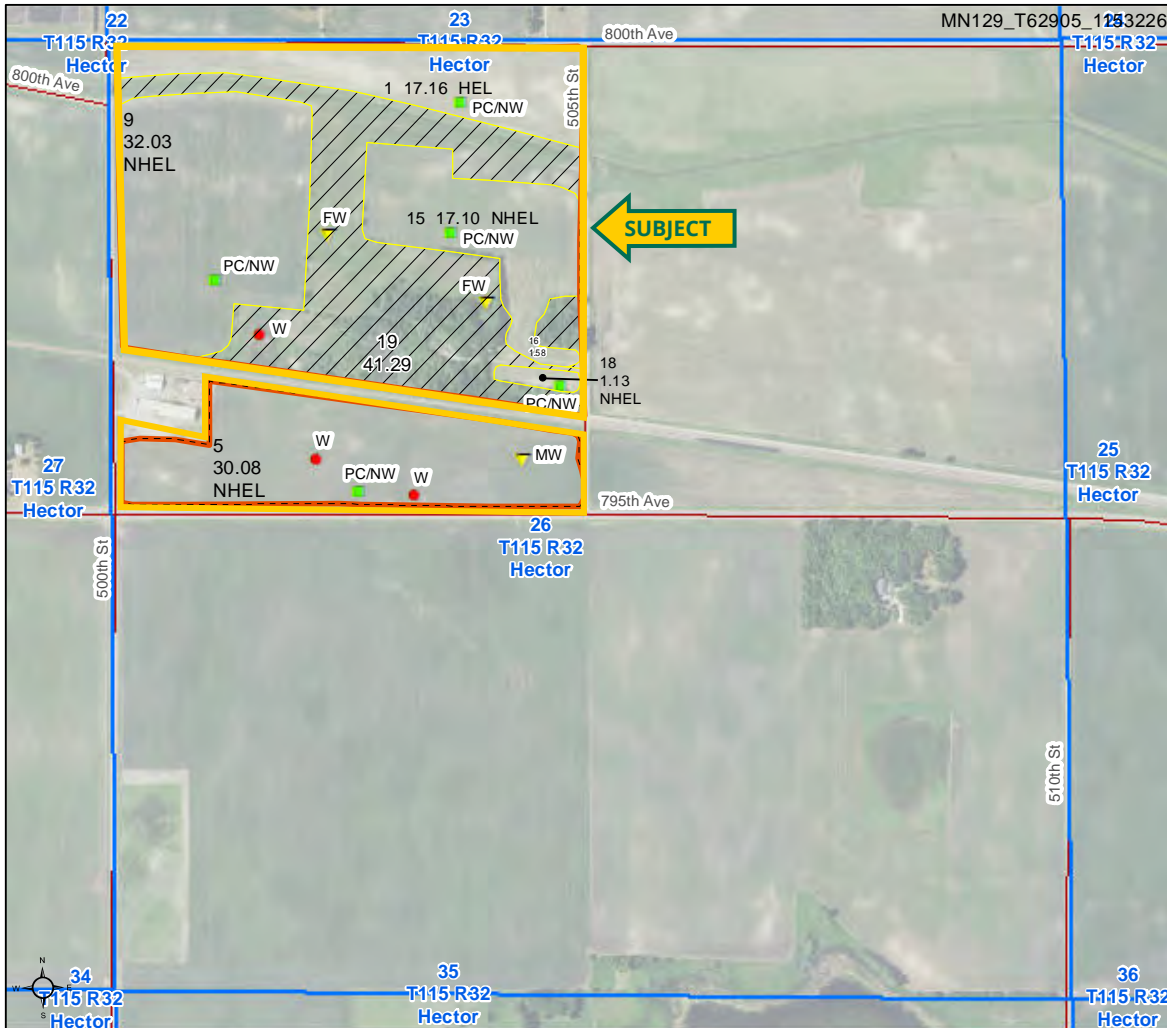 22
T115 R32
Hector
23
T115 R32
Hector
800th Ave
MN129_T62905_
T115 R32
Hector
800th Ave
505th St
1 17.16 HEL
PC/NW
9
32.03
NHEL
FW
15 17.10 NHEL
PC/NW
SUBJECT
PC/NW
FW
W
19
41.29
16
1.58
18
1.13
NHEL
PC/NW
5
30.08
NHEL
W
MW
PC/NW
W
27
T115 R32
Hector
25
T115 R32
Hector
795th Ave
26
T115 R32
Hector
500th St
510th St
N
W
E
S
34
T115 R32
Hector
35
T115 R32
Hector
36
T115 R32
Hector